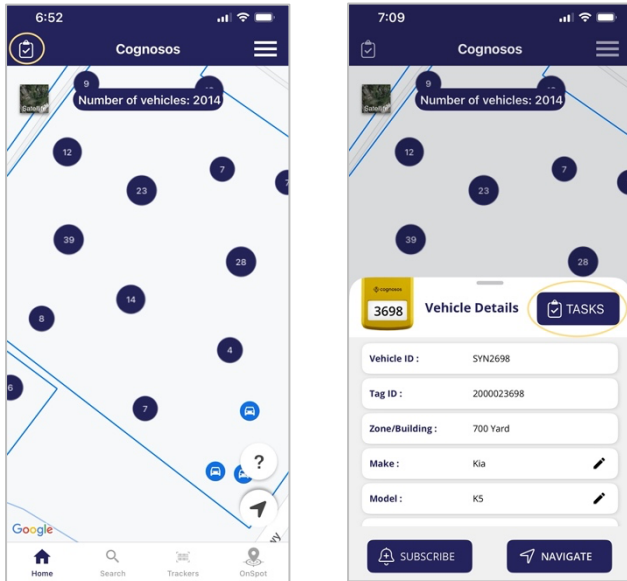 6:52
Cognosos
9
Satellite
Number of vehicles: 2014
12
7
23
39
28
14
8
4
6
7
?
Google
Home
Search
Trackers
OnSpot
7:09
Cognosos
9
Number of vehicles: 2014
12
7
23
39
28
cognosos
3698
Vehicle Details
TASKS
Vehicle ID :
SYN2698
Tag ID :
2000023698
Zone/Building :
700 Yard
Make :
Kia
Model :
K5
SUBSCRIBE
NAVIGATE